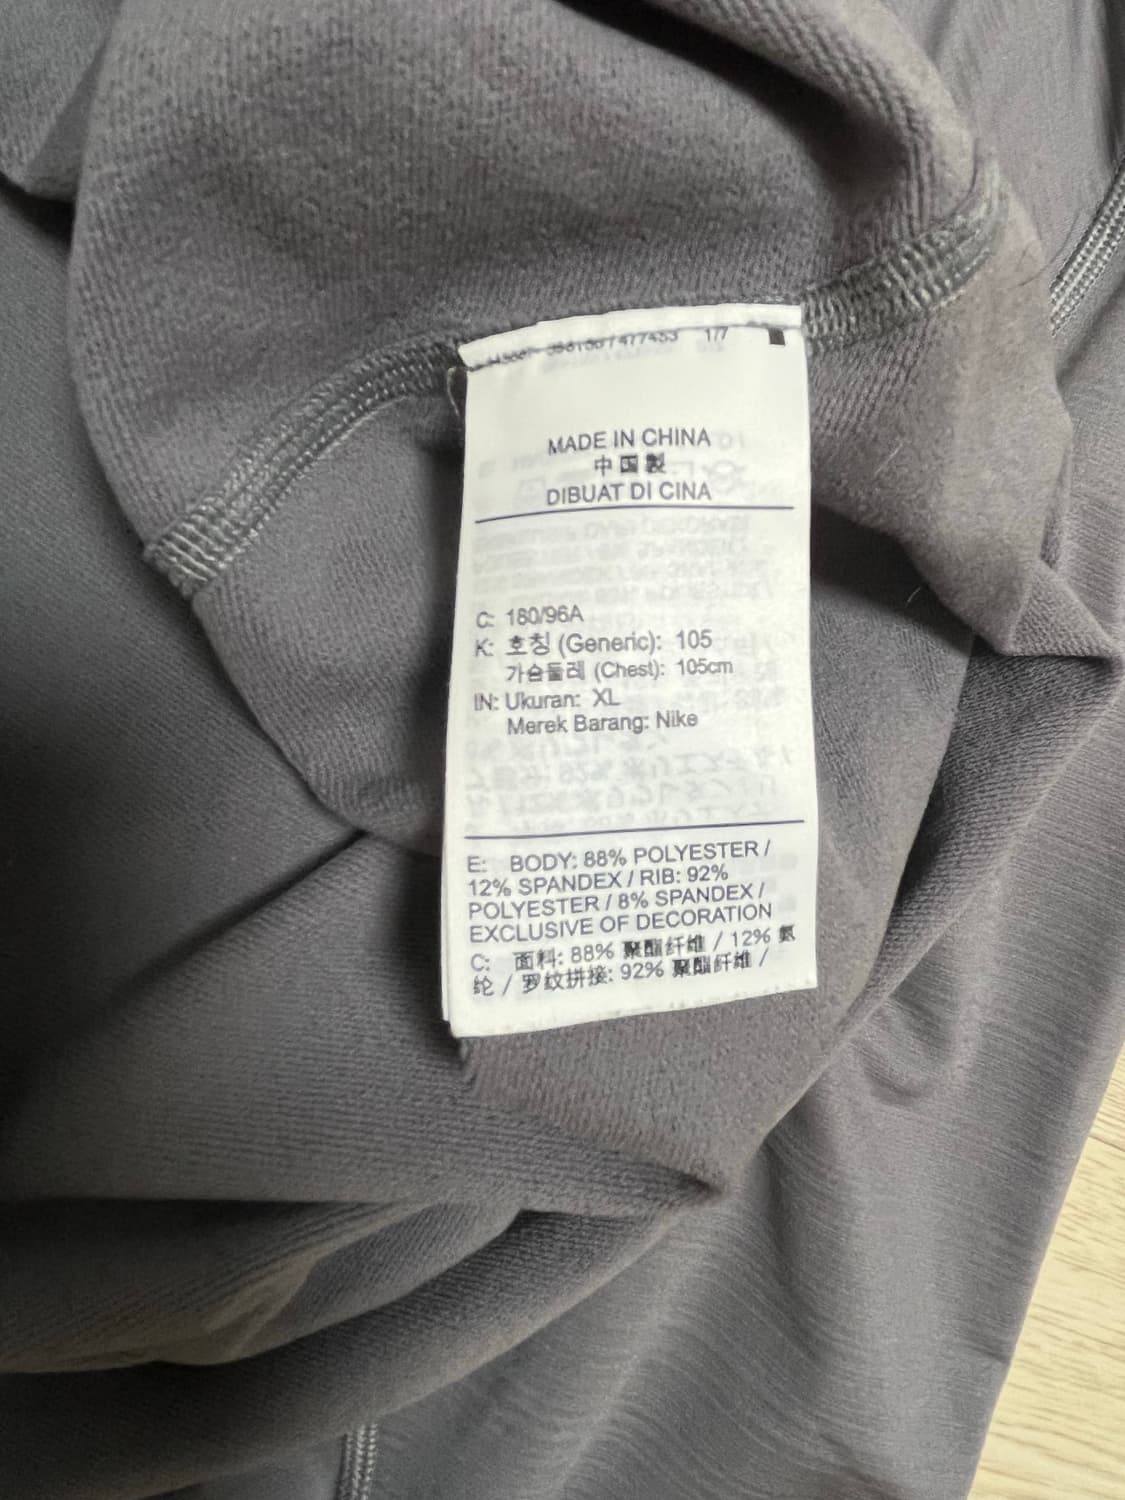 1/7
MADE IN CHINA
中国製
DIBUAT DI CINA
C: 180/96A
K: 호칭 (Generic): 105
가슴둘레 (Chest): 105cm
IN: Ukuran: XL
Merek Barang: Nike
E: BODY: 88% POLYESTER /
12% SPANDEX / RIB: 92%
POLYESTER / 8% SPANDEX /
EXCLUSIVE OF DECORATION
C: 面料: 88% 聚酯纤维 / 12% 氨
纶 / 罗纹拼接: 92% 聚酯纤维 /